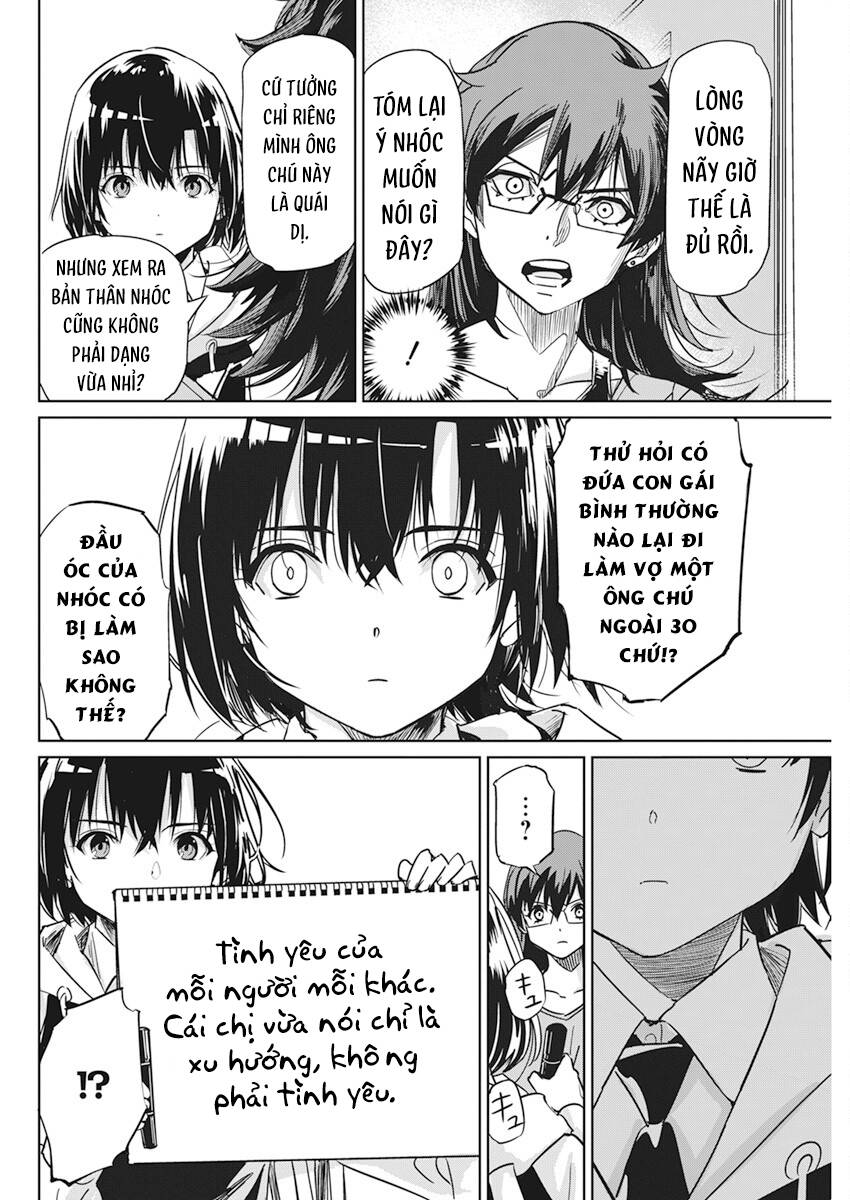 LÒNG
VÒNG
NÃY GIỜ
THẾ LÀ
ĐỦ RỒI.
TÓM LẠI
Ý NHÓC
MUỐN
NÓI GÌ
ĐÂY?
!
CỨ TƯỞNG
CHỈ RIÊNG
MÌNH ÔNG
CHÚ NÀY
LÀ QUÁI
DỊ.
NHƯNG XEM RA
BẢN THÂN NHÓC
CŨNG KHÔNG
PHẢI DẠNG
VỪA NHỈ?
THỬ HỎI CÓ
ĐỨA CON GÁI
BÌNH THƯỜNG
NÀO LẠI ĐI
LÀM VỢ MỘT
ÔNG CHÚ
NGOÀI 30
CHỨ!?
ĐẦU
ÓC CỦA
NHÓC CÓ
BỊ LÀM
SAO
KHÔNG
THẾ?
...?
キュ
キュ
Tình yêu của
mỗi người mỗi khác.
Cái chị vừa nói chỉ là
xu hướng, không
phải tình yêu.
!?